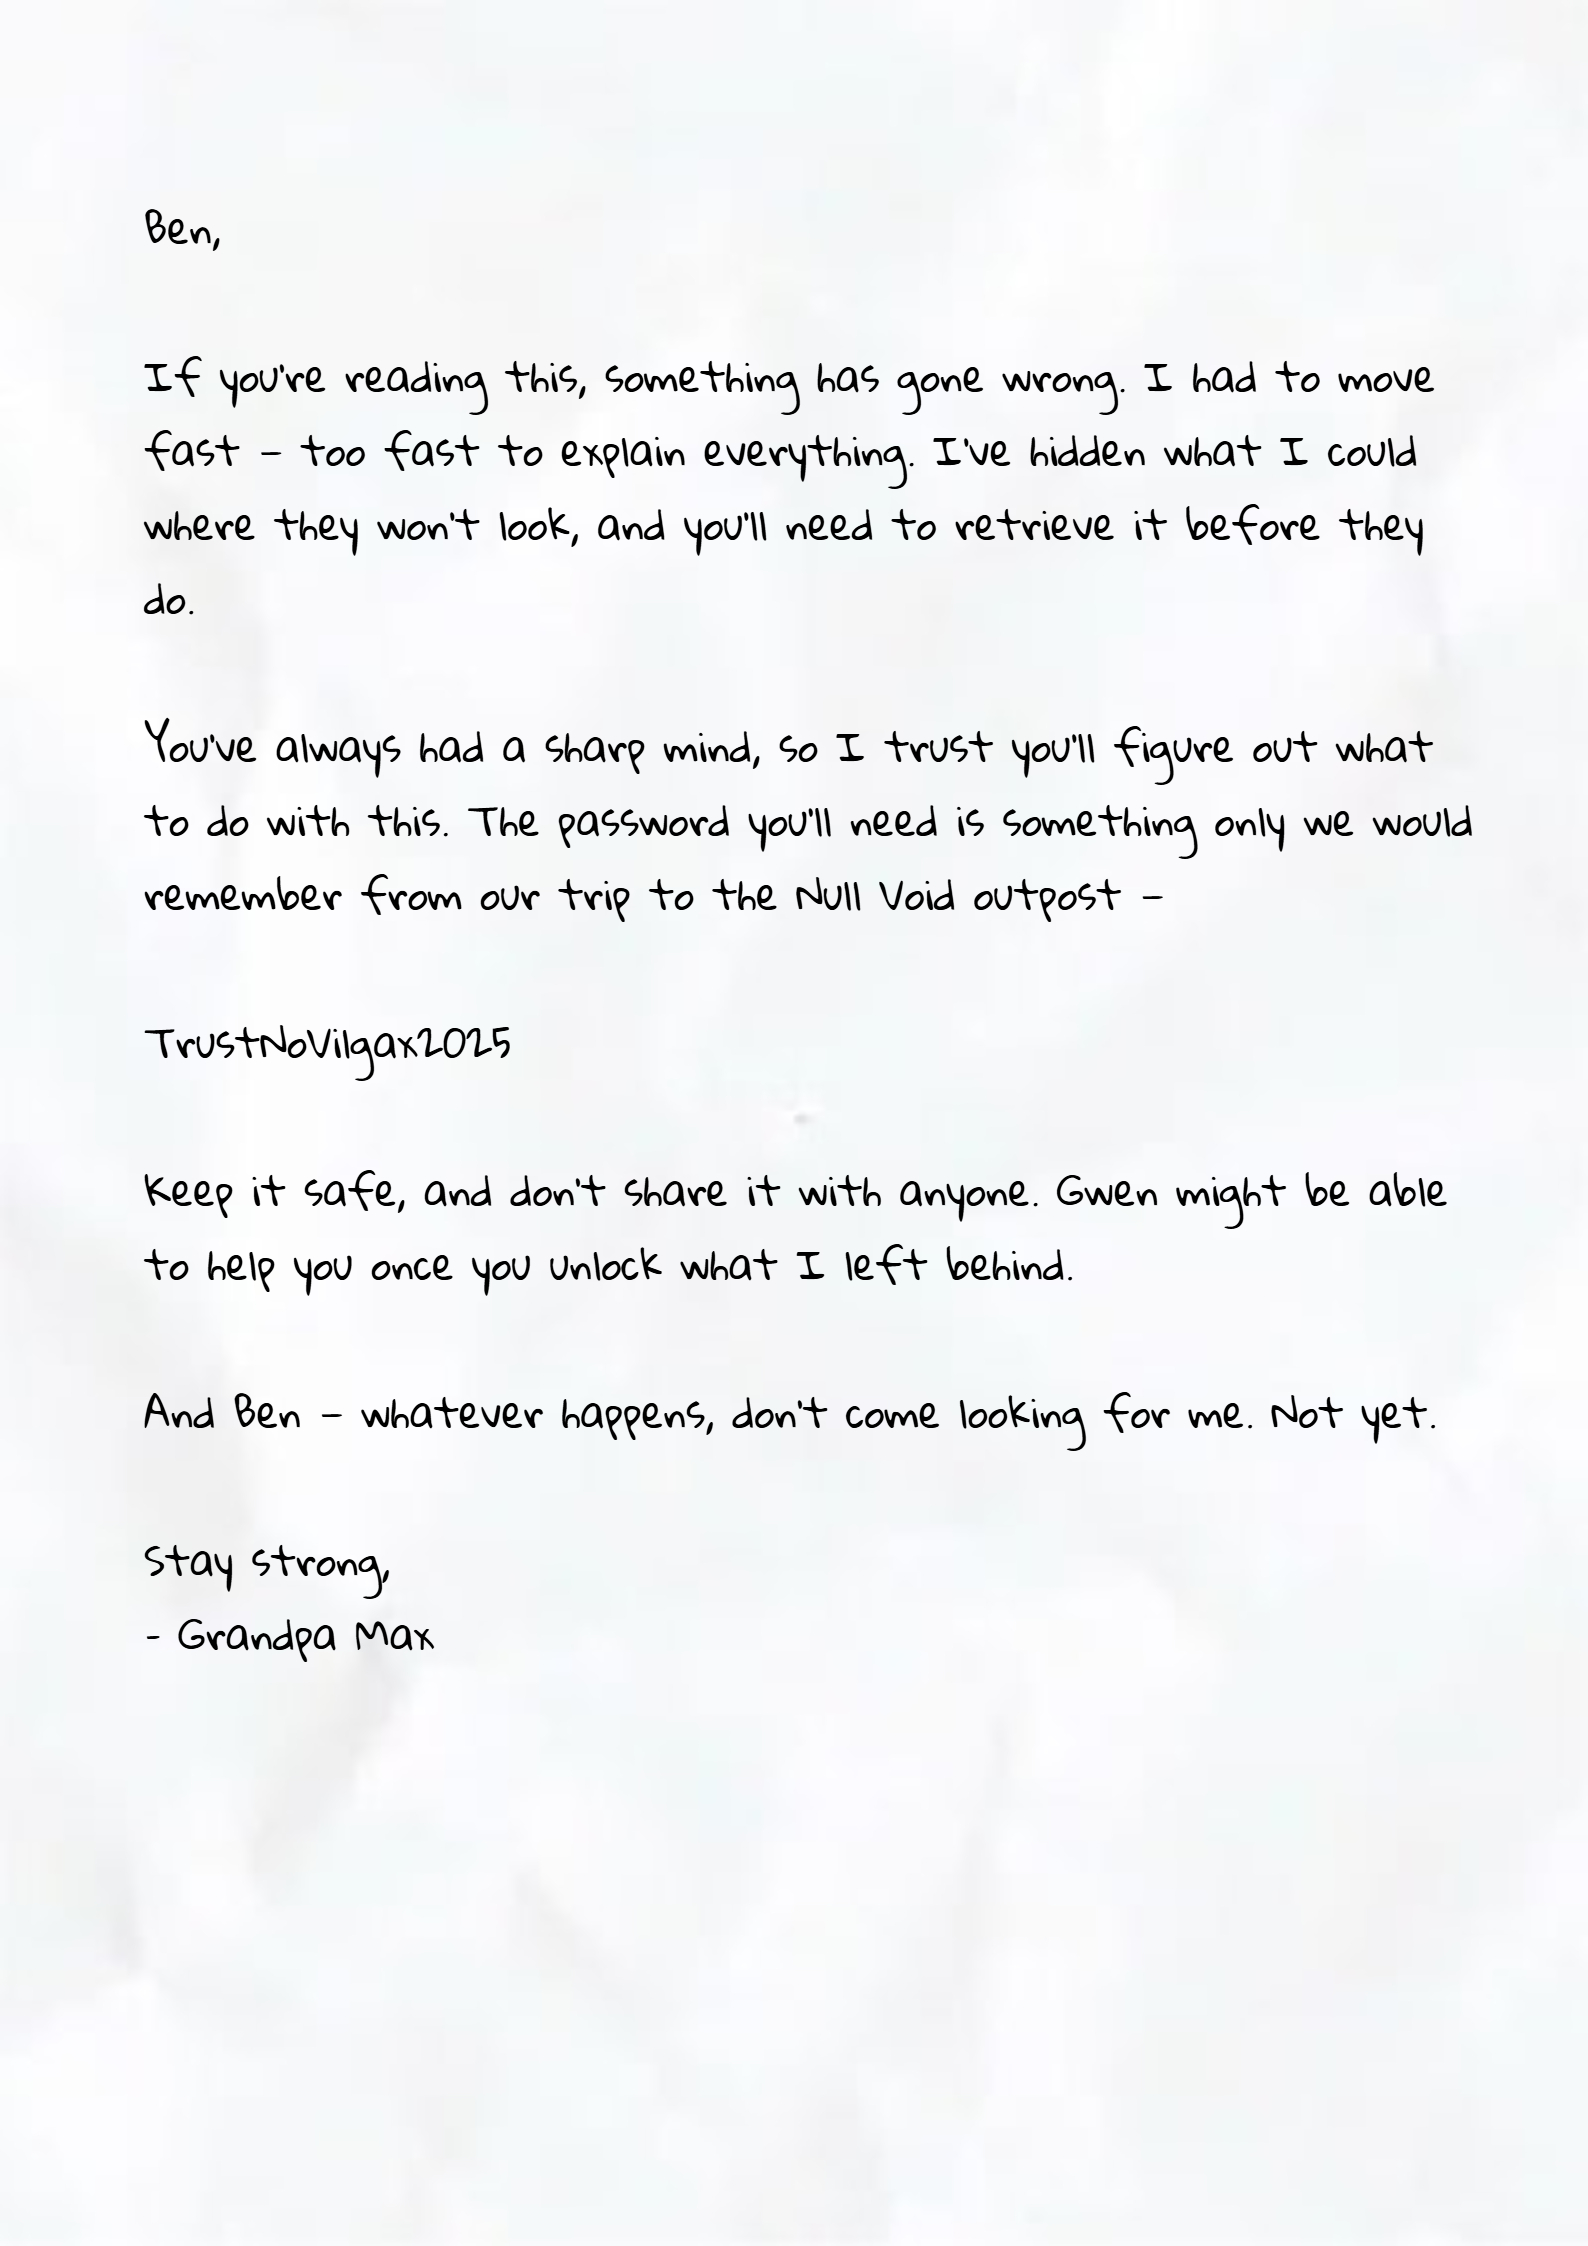 Ben,
If you're reading this, something has gone wrong. I had to move
fast – too fast to explain everything. I've hidden what I could
where they won't look, and you'll need to retrieve it before they
do.
You've always had a sharp mind, so I trust you'll figure out what
to do with this. The password you'll need is something only we would
remember from our trip to the Null Void outpost –
TrustNoVilgax2025
Keep it safe, and don't share it with anyone. Gwen might be able
to help you once you unlock what I left behind.
And Ben – whatever happens, don't come looking for me. Not yet.
Stay strong,
- Grandpa Max